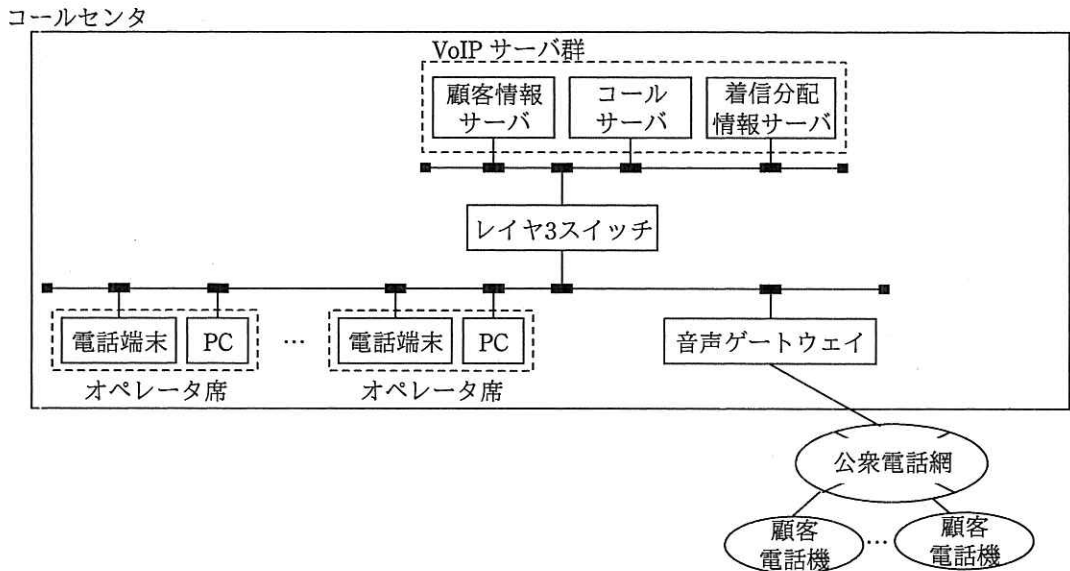 コールセンタ
VoIP サーバ群
顧客情報
サーバ
コール
サーバ
着信分配
情報サーバ
レイヤ3スイッチ
電話端末
PC
…
電話端末
PC
音声ゲートウェイ
オペレータ席
オペレータ席
公衆電話網
顧客
電話機
…
顧客
電話機